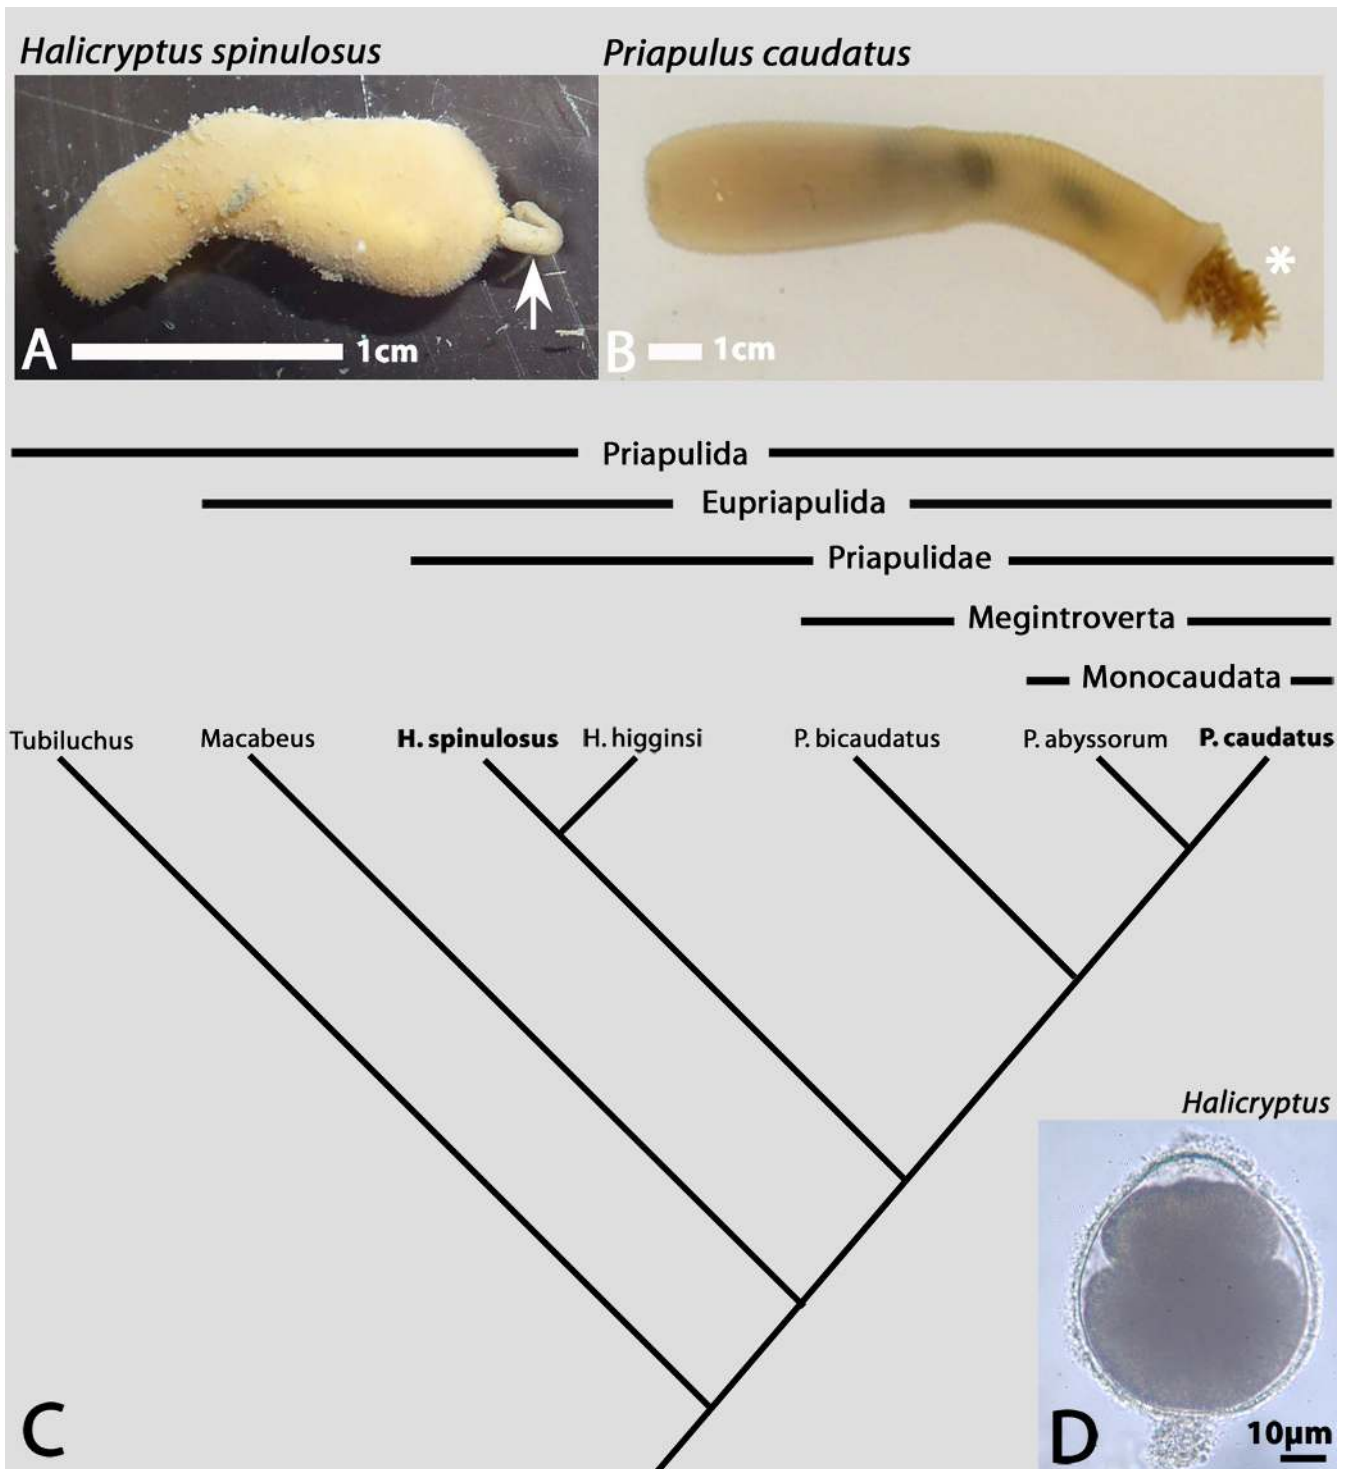 Halicryptus spinulosus
Priapulus caudatus
A 1cm
B 1cm
*
Priapulida
Eupriapulida
Priapulidae
Megintroverta
Monocaudata
Tubiluchus Macabeus H. spinulosus H. higginsi P. bicaudatus P. abyssorum P. caudatus
Halicryptus
C
D 10µm